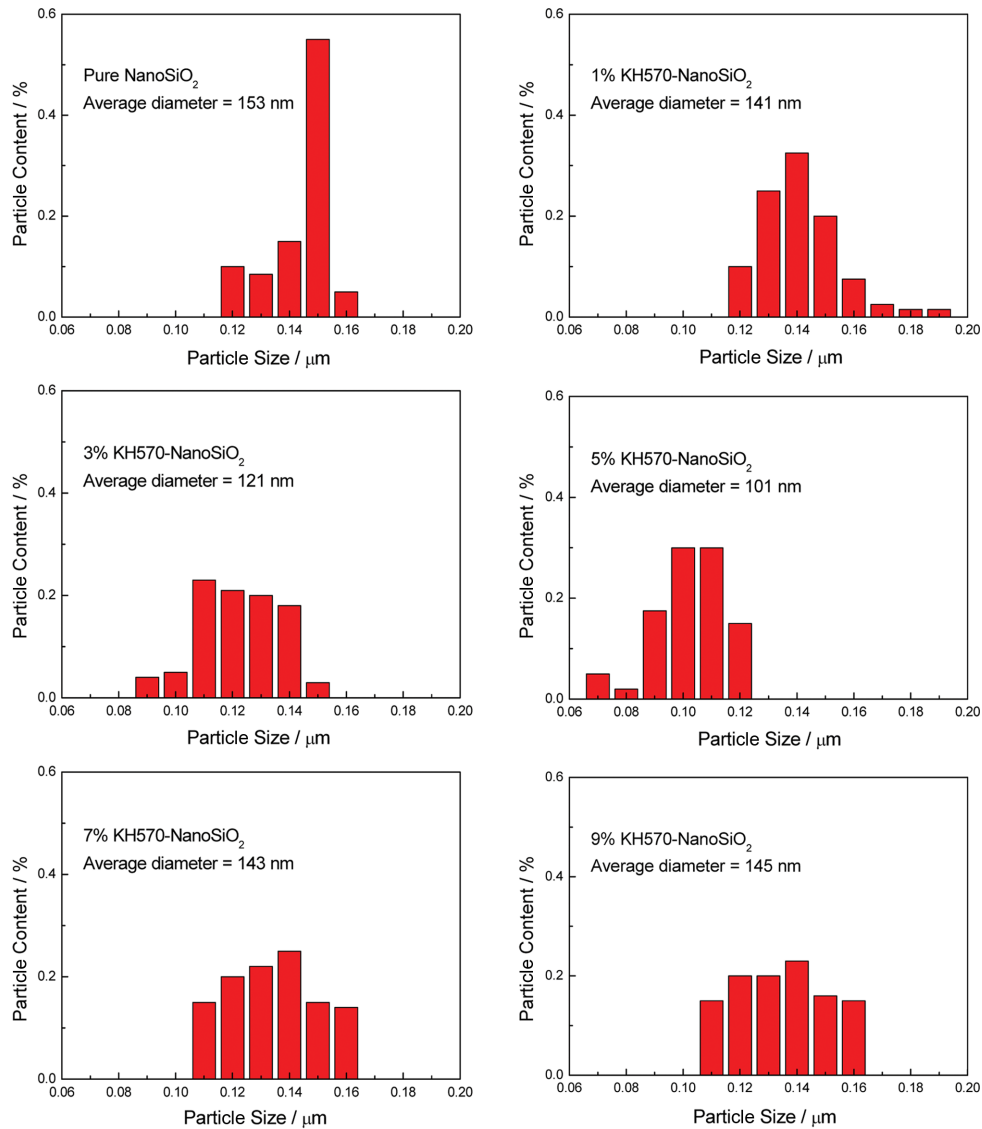 Pure NanoSiO₂
Average diameter = 153 nm
Particle Content / %
0.6
0.4
0.2
0.0
0.06 0.08 0.10 0.12 0.14 0.16 0.18 0.20
Particle Size / μm
1% KH570-NanoSiO₂
Average diameter = 141 nm
Particle Content / %
0.6
0.4
0.2
0.0
0.06 0.08 0.10 0.12 0.14 0.16 0.18 0.20
Particle Size / μm
3% KH570-NanoSiO₂
Average diameter = 121 nm
Particle Content / %
0.6
0.4
0.2
0.0
0.06 0.08 0.10 0.12 0.14 0.16 0.18 0.20
Particle Size / μm
5% KH570-NanoSiO₂
Average diameter = 101 nm
Particle Content / %
0.6
0.4
0.2
0.0
0.06 0.08 0.10 0.12 0.14 0.16 0.18 0.20
Particle Size / μm
7% KH570-NanoSiO₂
Average diameter = 143 nm
Particle Content / %
0.6
0.4
0.2
0.0
0.06 0.08 0.10 0.12 0.14 0.16 0.18 0.20
Particle Size / μm
9% KH570-NanoSiO₂
Average diameter = 145 nm
Particle Content / %
0.6
0.4
0.2
0.0
0.06 0.08 0.10 0.12 0.14 0.16 0.18 0.20
Particle Size / μm